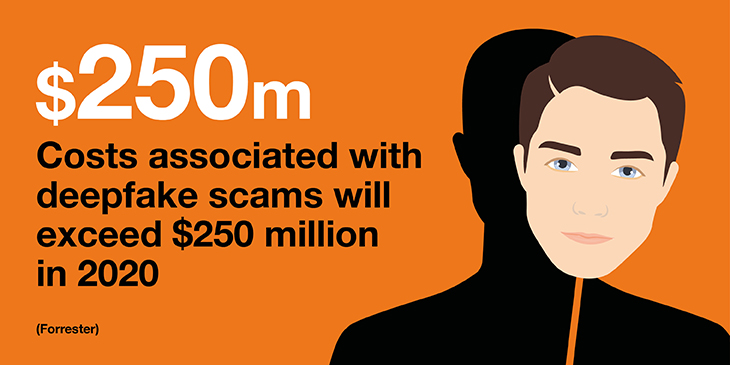 $250m
Costs associated with
deepfake scams will
exceed $250 million
in 2020
(Forrester)